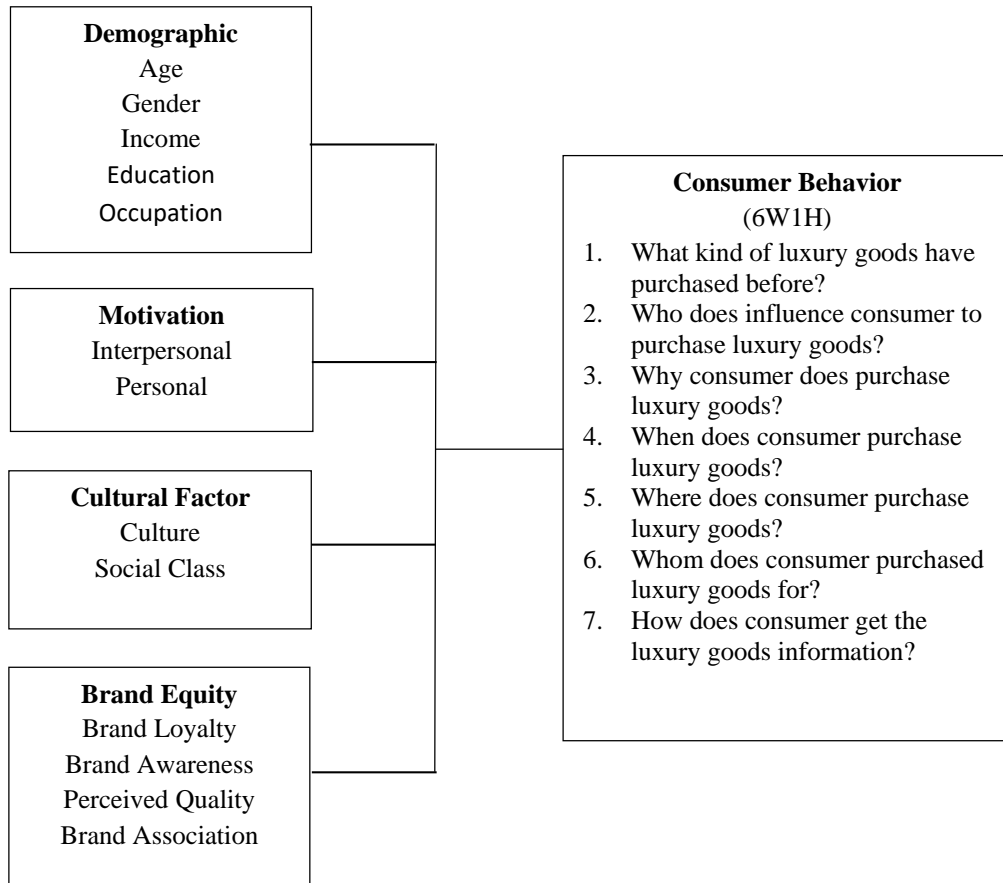 Demographic
Age
Gender
Income
Education
Occupation
Motivation
Interpersonal
Personal
Cultural Factor
Culture
Social Class
Brand Equity
Brand Loyalty
Brand Awareness
Perceived Quality
Brand Association
Consumer Behavior
(6W1H)
1. What kind of luxury goods have
purchased before?
2. Who does influence consumer to
purchase luxury goods?
3. Why consumer does purchase
luxury goods?
4. When does consumer purchase
luxury goods?
5. Where does consumer purchase
luxury goods?
6. Whom does consumer purchased
luxury goods for?
7. How does consumer get the
luxury goods information?